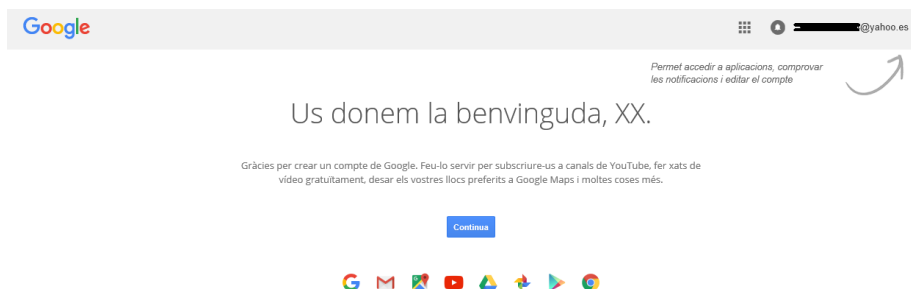 Google
@yahoo.es
Permet accedir a aplicacions, comprovar
les notificacions i editar el compte
Us donem la benvinguda, XX.
Gràcies per crear un compte de Google. Feu-lo servir per subscriure-us a canals de YouTube, fer xats de
vídeo gratuïtament, desar els vostres llocs preferits a Google Maps i moltes coses més.
Continua